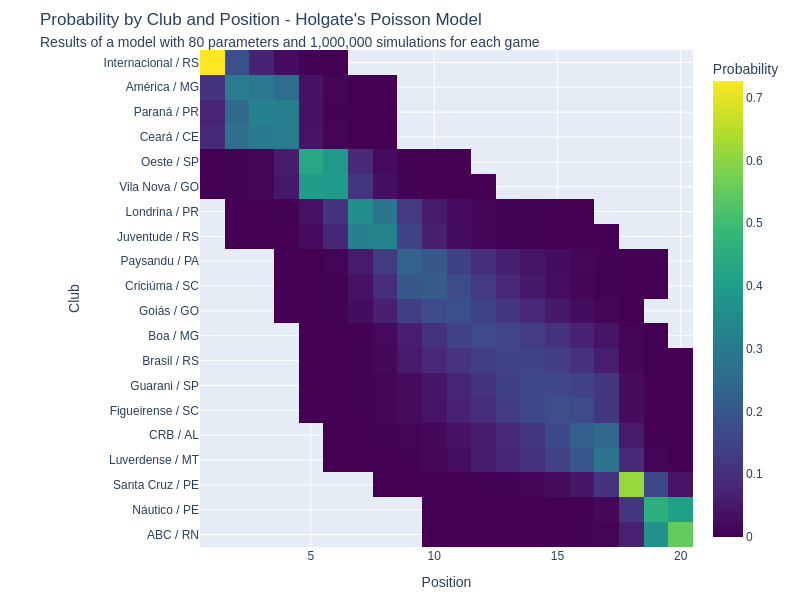 Probability by Club and Position - Holgate's Poisson Model
Results of a model with 80 parameters and 1,000,000 simulations for each game
Probability
Internacional / RS
América / MG
Paraná / PR
Ceará / CE
Oeste / SP
Vila Nova / GO
Londrina / PR
Juventude / RS
Paysandu / PA
Criciúma / SC
Goiás / GO
Boa / MG
Brasil / RS
Guarani / SP
Figueirense / SC
CRB / AL
Luverdense / MT
Santa Cruz / PE
Náutico / PE
ABC / RN
Club
5
10
15
20
Position
0.7
0.6
0.5
0.4
0.3
0.2
0.1
0